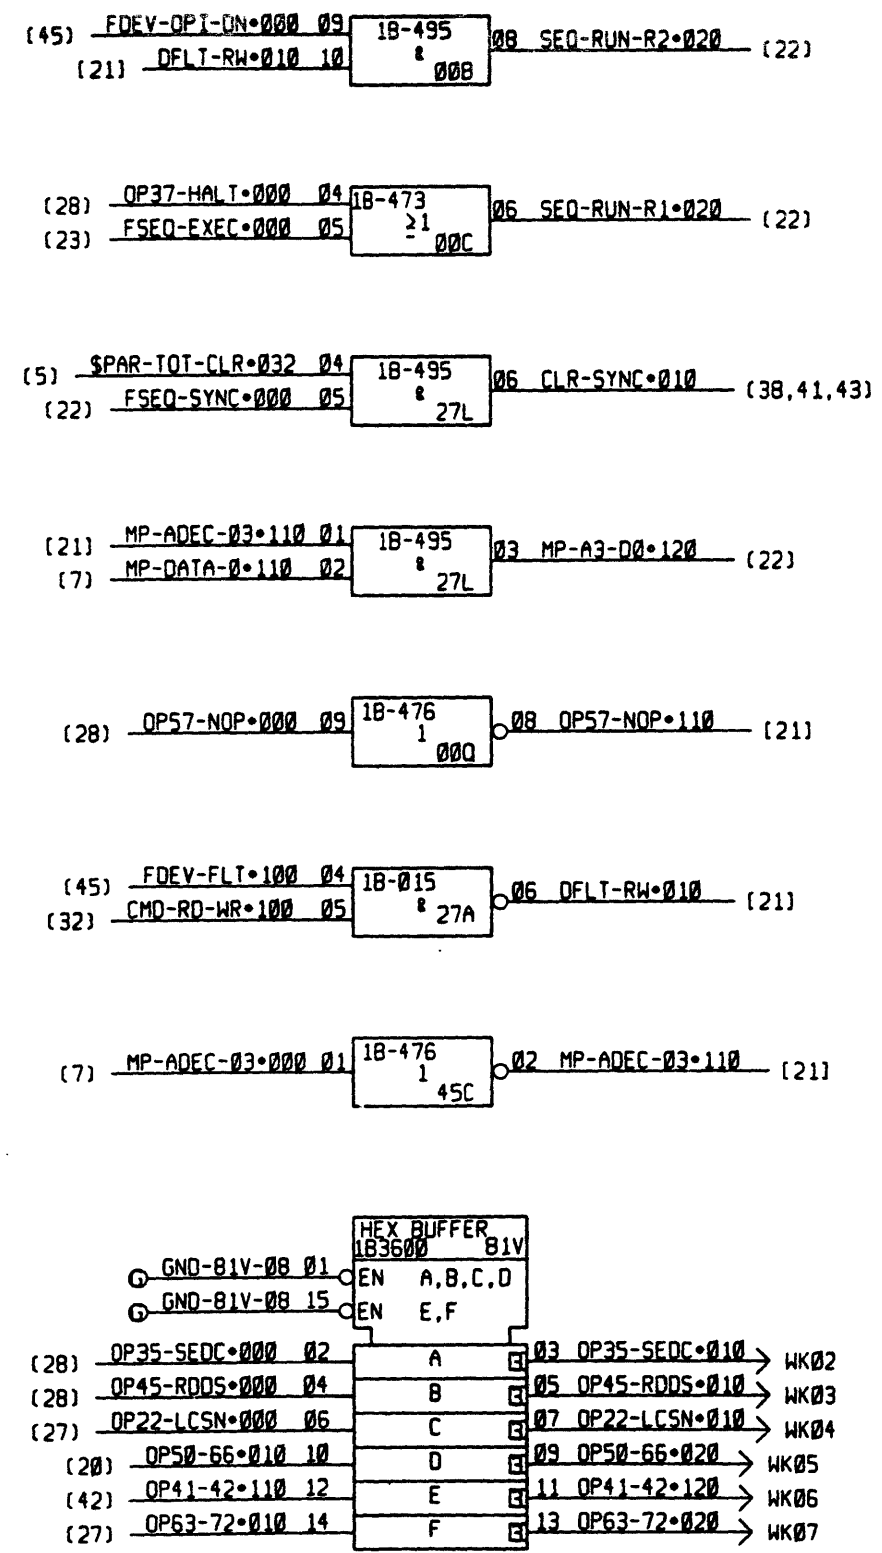 (45) FDEV-OPI-ON•000 09 1B-495 08 SEQ-RUN-R2•020 (22)
(21) DFLT-RW•010 10 & 00B
(28) OP37-HALT•000 04 1B-473 06 SEQ-RUN-R1•020 (22)
(23) FSEQ-EXEC•000 05 ≥1 00C
(5) $PAR-TOT-CLR•032 04 1B-495 06 CLR-SYNC•010 (38,41,43)
(22) FSEQ-SYNC•000 05 & 27L
(21) MP-ADEC-03•110 01 1B-495 03 MP-A3-D0•120 (22)
(7) MP-DATA-0•110 02 & 27L
(28) OP57-NOP•000 09 1B-476 08 OP57-NOP•110 (21)
1 00Q
(45) FDEV-FLT•100 04 1B-015 06 DFLT-RW•010 (21)
(32) CMD-RD-WR•100 05 & 27A
(7) MP-ADEC-03•000 01 1B-476 02 MP-ADEC-03•110 (21)
1 45C
HEX BUFFER
1B3600 81V
G GND-81V-08 01 EN A,B,C,D
G GND-81V-08 15 EN E,F
(28) OP35-SEDC•000 02 A 03 OP35-SEDC•010 WK02
(28) OP45-RDDS•000 04 B 05 OP45-RDDS•010 WK03
(27) OP22-LCSN•000 06 C 07 OP22-LCSN•010 WK04
(20) OP50-66•010 10 D 09 OP50-66•020 WK05
(42) OP41-42•110 12 E 11 OP41-42•120 WK06
(27) OP63-72•010 14 F 13 OP63-72•020 WK07